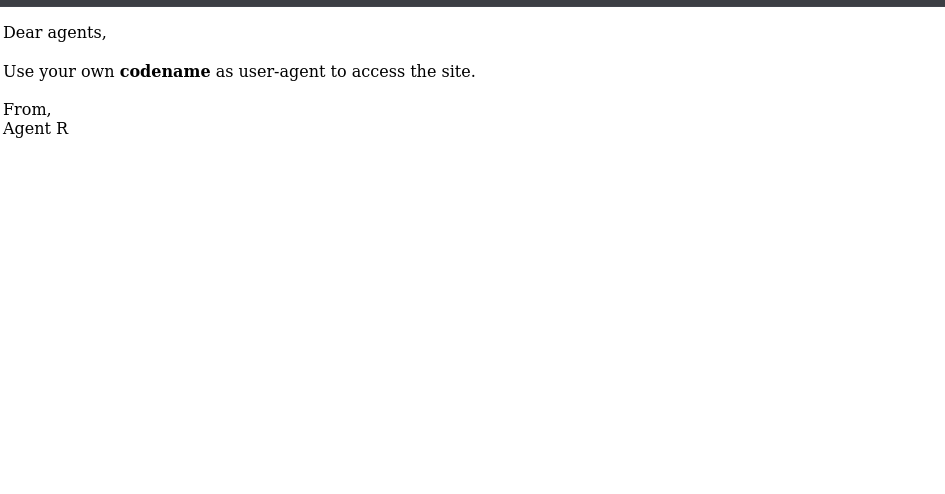 Dear agents,
Use your own codename as user-agent to access the site.
From,
Agent R